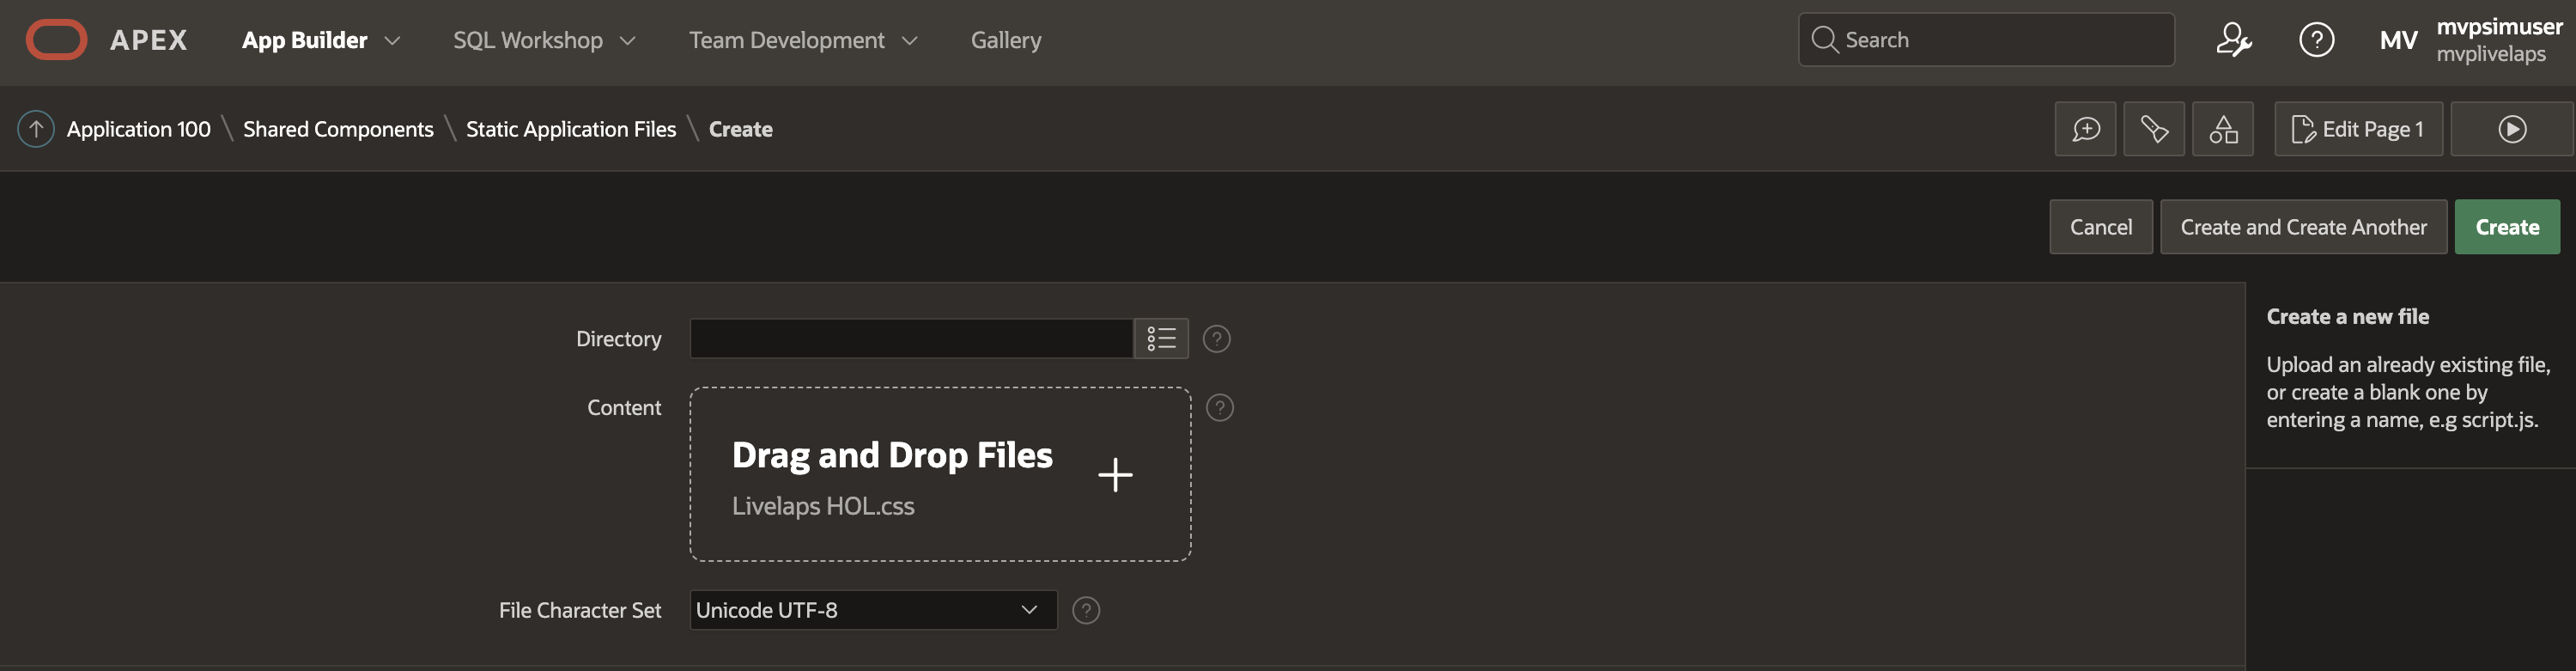 APEX App Builder SQL Workshop Team Development Gallery Search MV mvpsimuser
mvplivelaps
Application 100 \ Shared Components \ Static Application Files \ Create Edit Page 1
Cancel Create and Create Another Create
Directory
Content
Drag and Drop Files
Livelaps HOL.css
File Character Set Unicode UTF-8
Create a new file
Upload an already existing file,
or create a blank one by
entering a name, e.g script.js.